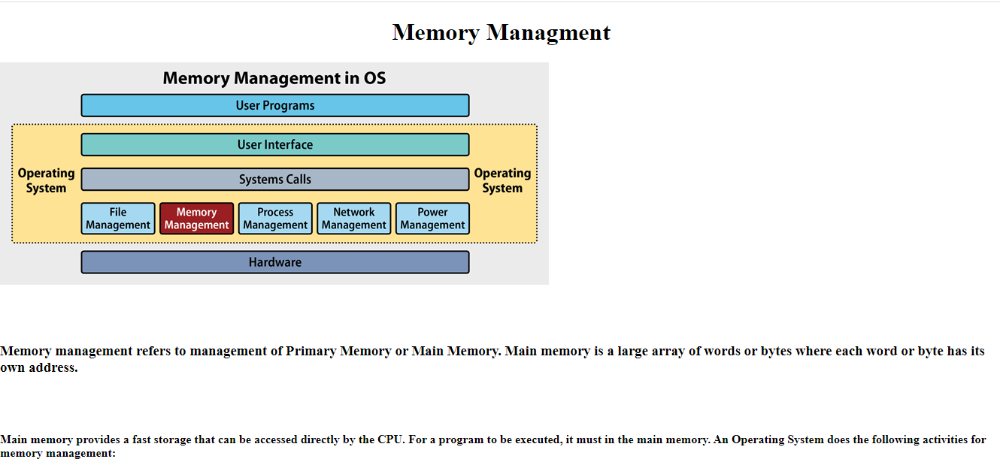 Memory Managment
Memory Management in OS
User Programs
User Interface
Operating
System
Systems Calls
Operating
System
File
Management
Memory
Management
Process
Management
Network
Management
Power
Management
Hardware
Memory management refers to management of Primary Memory or Main Memory. Main memory is a large array of words or bytes where each word or byte has its
own address.
Main memory provides a fast storage that can be accessed directly by the CPU. For a program to be executed, it must in the main memory. An Operating System does the following activities for
memory management: